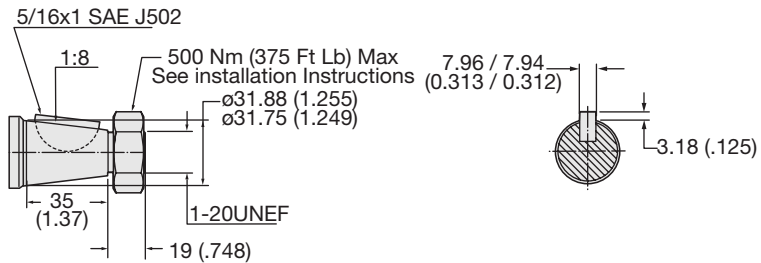 5/16x1 SAE J502
1:8
500 Nm (375 Ft Lb) Max
See installation Instructions
ø31.88 (1.255)
ø31.75 (1.249)
35
(1.37)
1-20UNEF
19 (.748)
7.96 / 7.94
(0.313 / 0.312)
3.18 (.125)